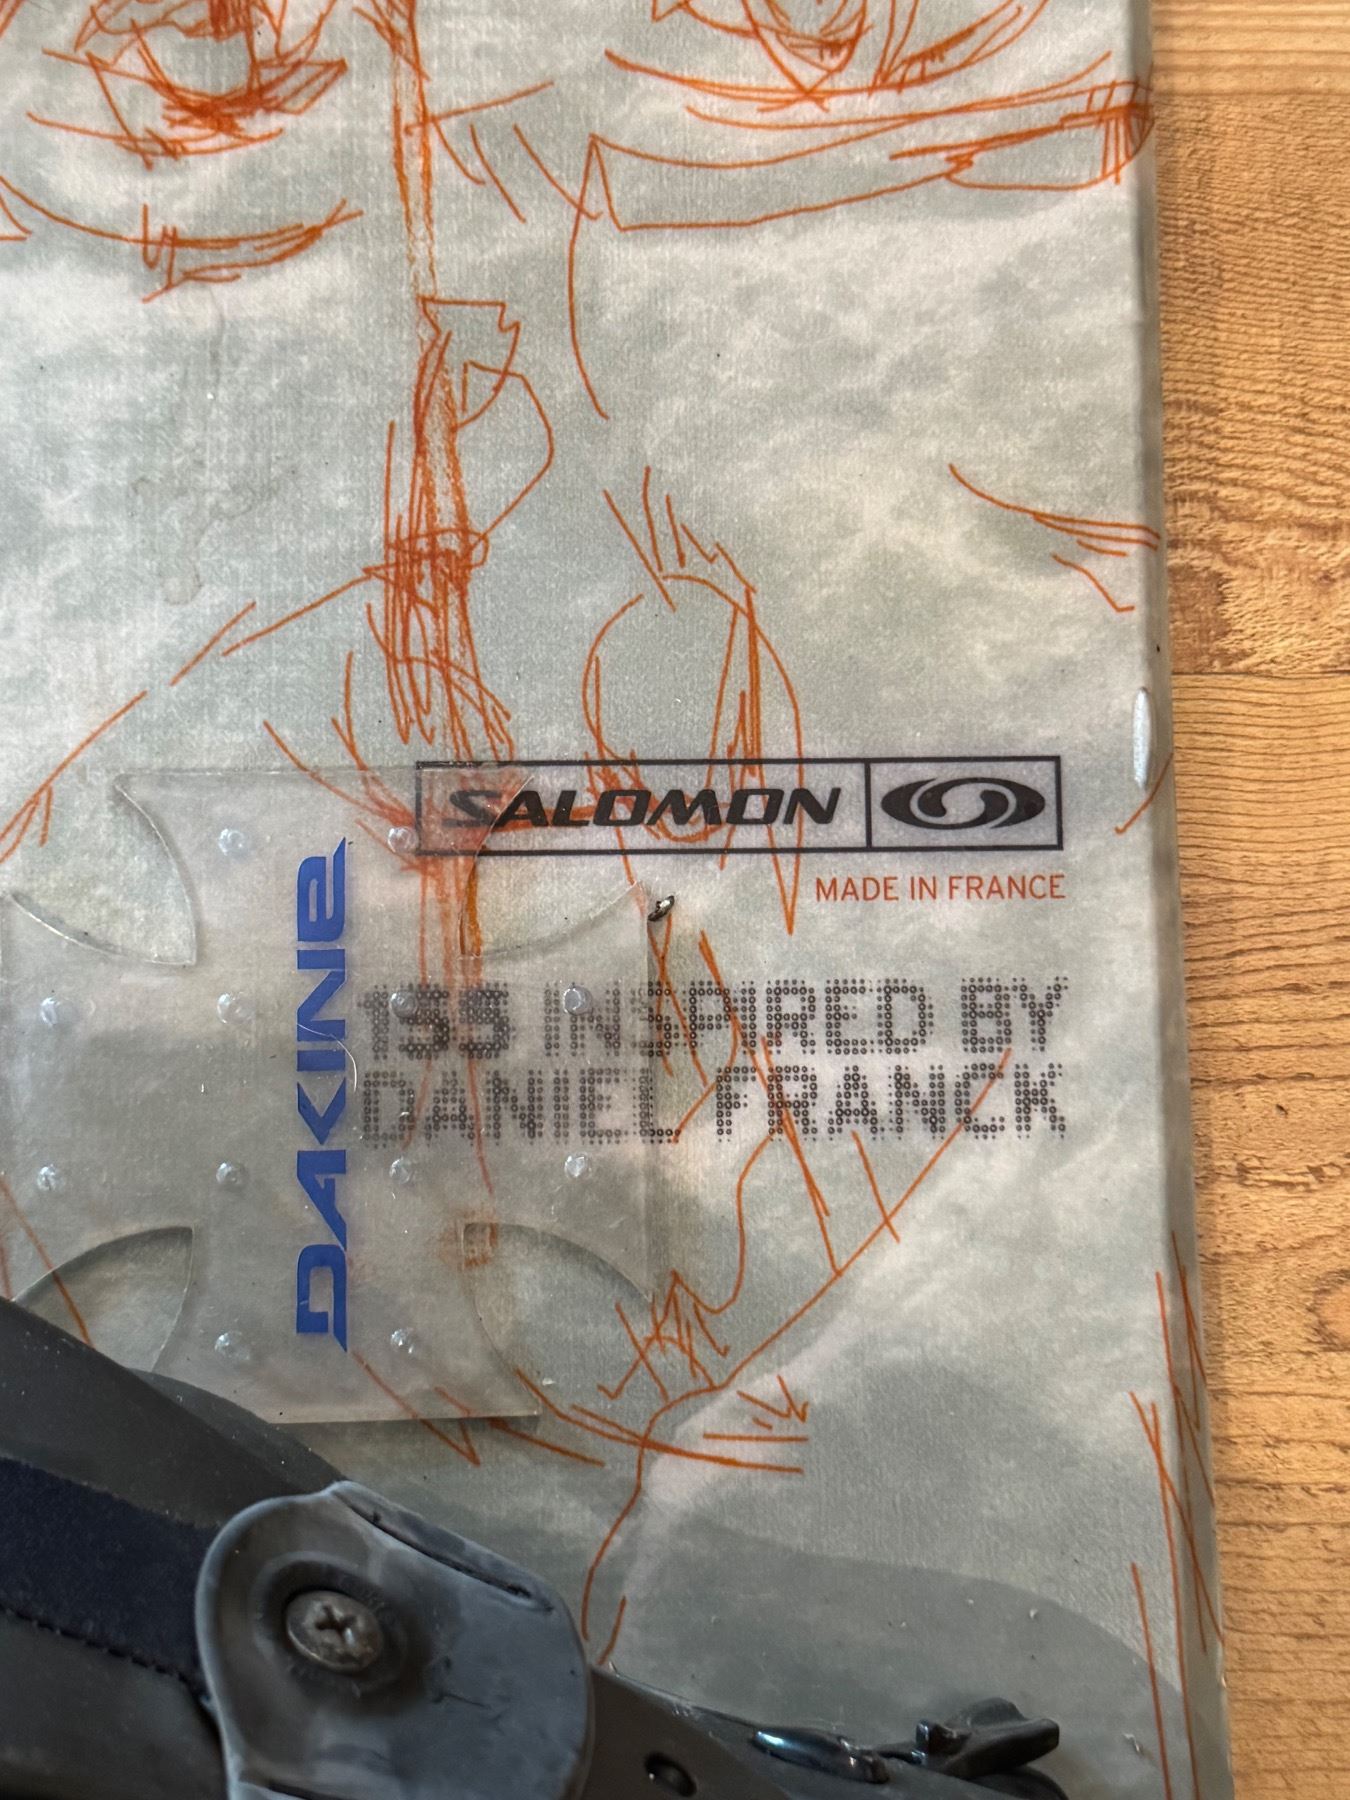 SALOMON
MADE IN FRANCE
155 INSPIRED BY
DANIEL FRANCK
DAKINE